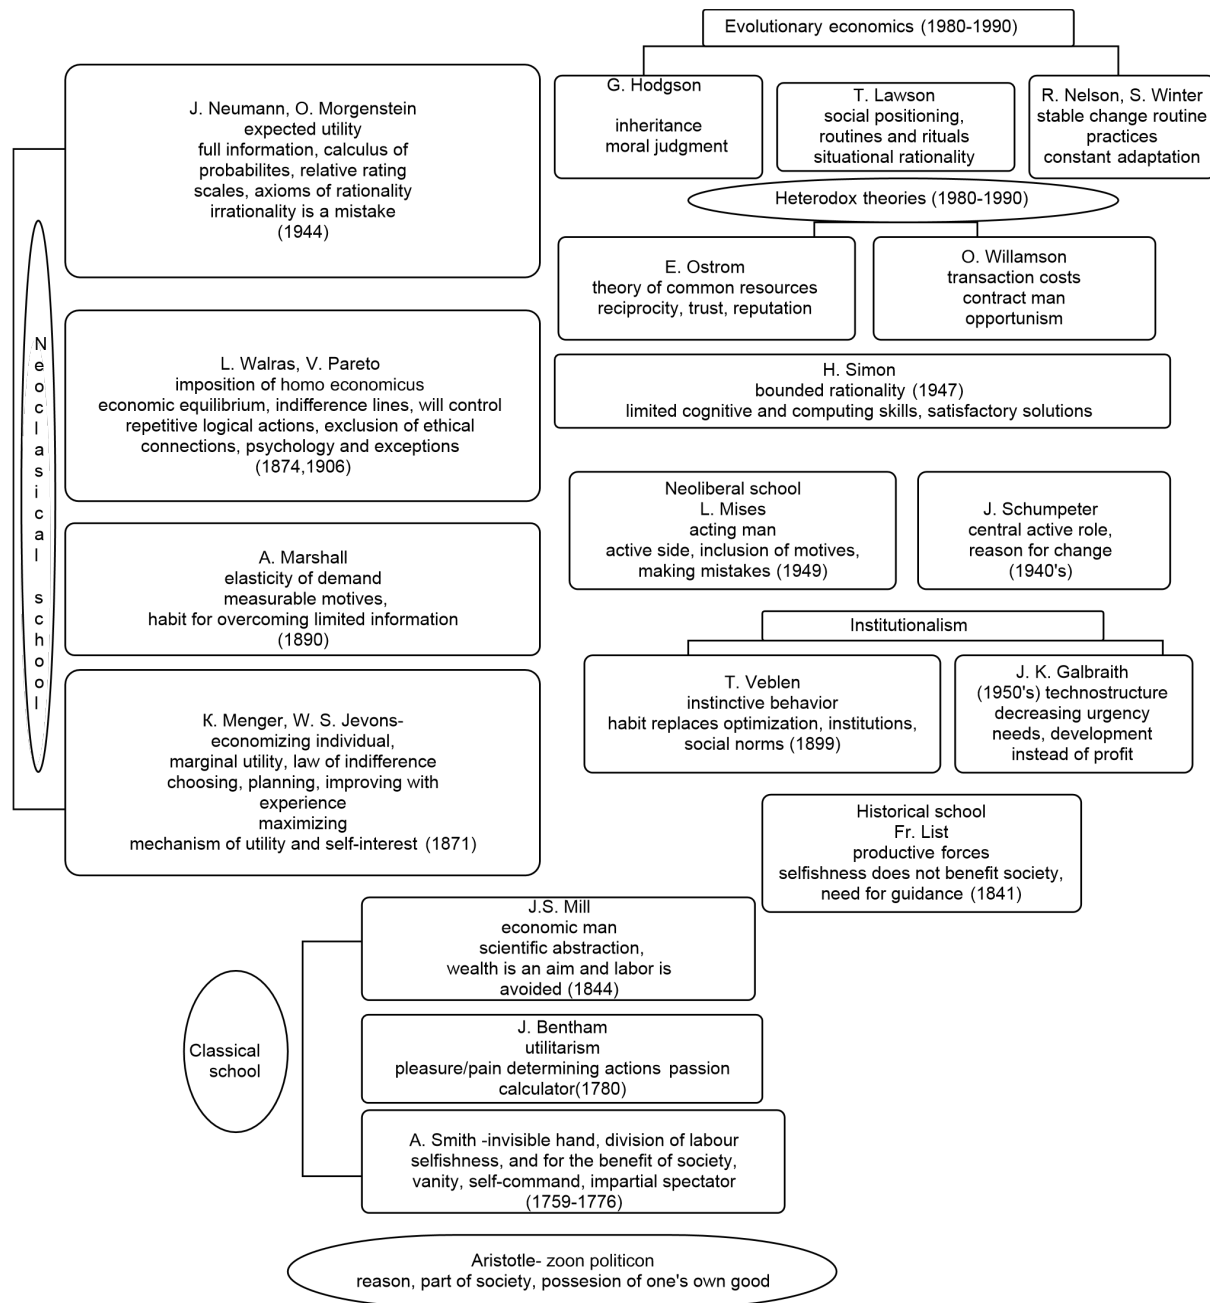 Evolutionary economics (1980-1990)
G. Hodgson
inheritance
moral judgment
T. Lawson
social positioning,
routines and rituals
situational rationality
R. Nelson, S. Winter
stable change routine
practices
constant adaptation
Heterodox theories (1980-1990)
E. Ostrom
theory of common resources
reciprocity, trust, reputation
O. Willamson
transaction costs
contract man
opportunism
H. Simon
bounded rationality (1947)
limited cognitive and computing skills, satisfactory solutions
Neoliberal school
L. Mises
acting man
active side, inclusion of motives,
making mistakes (1949)
J. Schumpeter
central active role,
reason for change
(1940's)
Institutionalism
T. Veblen
instinctive behavior
habit replaces optimization, institutions,
social norms (1899)
J. K. Galbraith
(1950's) technostructure
decreasing urgency
needs, development
instead of profit
Historical school
Fr. List
productive forces
selfishness does not benefit society,
need for guidance (1841)
Neoclasical school
J. Neumann, O. Morgenstein
expected utility
full information, calculus of
probabilites, relative rating
scales, axioms of rationality
irrationality is a mistake
(1944)
L. Walras, V. Pareto
imposition of homo economicus
economic equilibrium, indifference lines, will control
repetitive logical actions, exclusion of ethical
connections, psychology and exceptions
(1874,1906)
A. Marshall
elasticity of demand
measurable motives,
habit for overcoming limited information
(1890)
K. Menger, W. S. Jevons-
economizing individual,
marginal utility, law of indifference
choosing, planning, improving with
experience
maximizing
mechanism of utility and self-interest (1871)
Classical
school
J.S. Mill
economic man
scientific abstraction,
wealth is an aim and labor is
avoided (1844)
J. Bentham
utilitarism
pleasure/pain determining actions passion
calculator(1780)
A. Smith -invisible hand, division of labour
selfishness, and for the benefit of society,
vanity, self-command, impartial spectator
(1759-1776)
Aristotle- zoon politicon
reason, part of society, possesion of one's own good